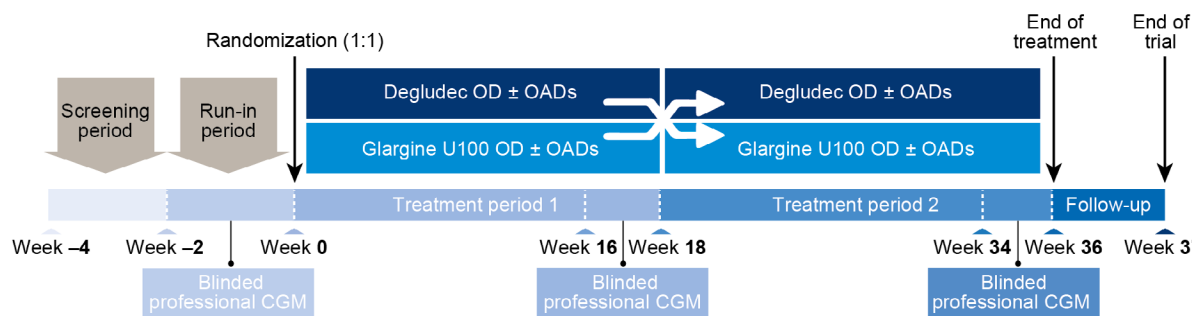 Randomization (1:1)
End of
treatment
End of
trial
Screening
period
Run-in
period
Degludec OD ± OADs
Degludec OD ± OADs
Glargine U100 OD ± OADs
Glargine U100 OD ± OADs
Treatment period 1
Treatment period 2
Follow-up
Week –4
Week –2
Week 0
Week 16
Week 18
Week 34
Week 36
Week 3
Blinded
professional CGM
Blinded
professional CGM
Blinded
professional CGM